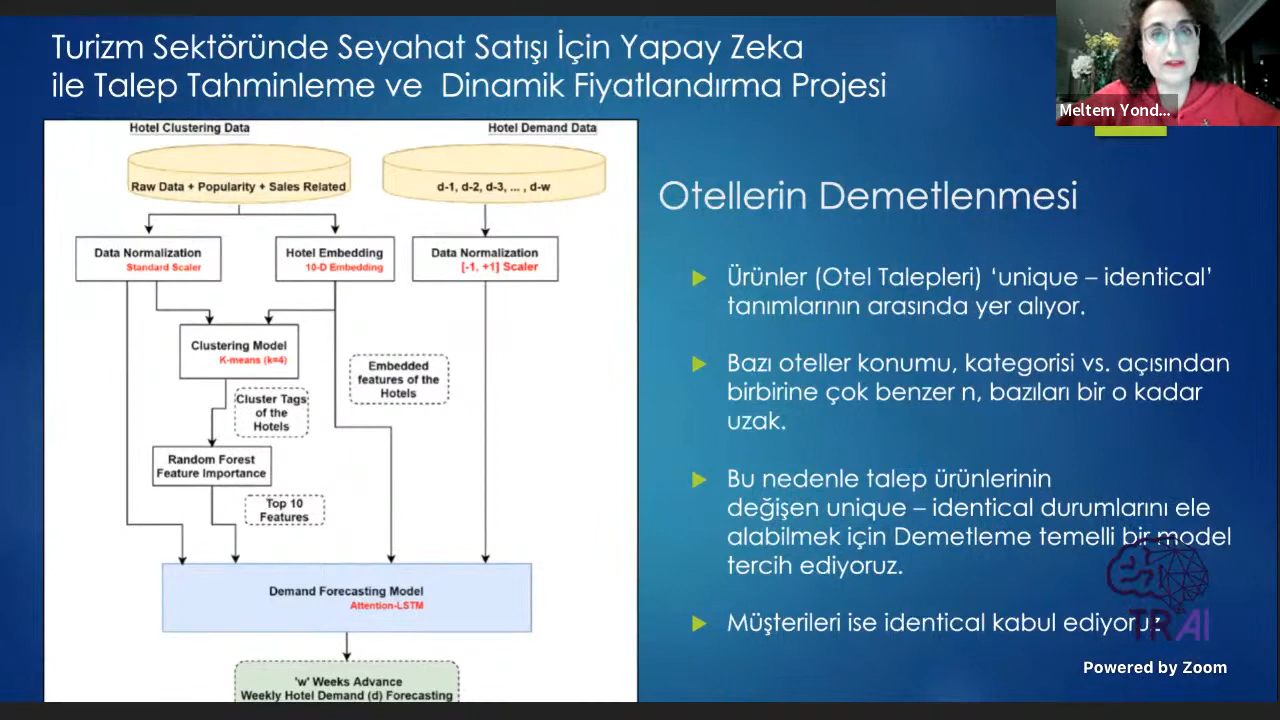 Turizm Sektöründe Seyahat Satışı İçin Yapay Zeka
ile Talep Tahminleme ve Dinamik Fiyatlandırma Projesi
Meltem Yond...
Hotel Clustering Data
Hotel Demand Data
Raw Data + Popularity + Sales Related
d-1, d-2, d-3, ... , d-w
Data Normalization
Standard Scaler
Hotel Embedding
10-D Embedding
Data Normalization
[-1, +1] Scaler
Clustering Model
K-means (k=4)
Embedded
features of the
Hotels
Cluster Tags
of the
Hotels
Random Forest
Feature Importance
Top 10
Features
Demand Forecasting Model
Attention-LSTM
'w' Weeks Advance
Weekly Hotel Demand (d) Forecasting
Otellerin Demetlenmesi
Ürünler (Otel Talepleri) ‘unique – identical’
tanımlarının arasında yer alıyor.
Bazı oteller konumu, kategorisi vs. açısından
birbirine çok benzer n, bazıları bir o kadar
uzak.
Bu nedenle talep ürünlerinin
değişen unique – identical durumlarını ele
alabilmek için Demetleme temelli bir model
tercih ediyoruz.
Müşterileri ise identical kabul ediyoruz
TRAI
Powered by Zoom